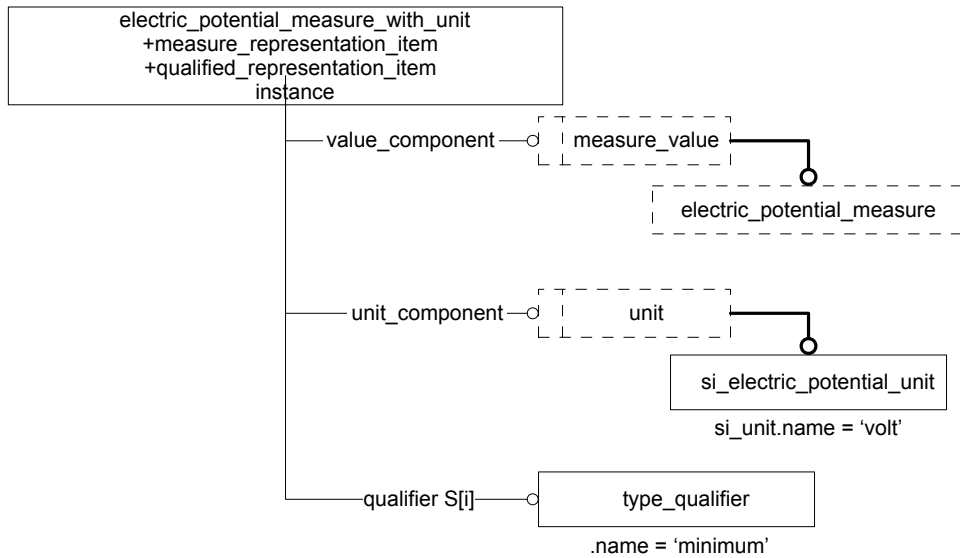 electric_potential_measure_with_unit
+measure_representation_item
+qualified_representation_item
instance
value_component
measure_value
electric_potential_measure
unit_component
unit
si_electric_potential_unit
si_unit.name = ‘volt’
qualifier S[i]
type_qualifier
.name = ‘minimum’